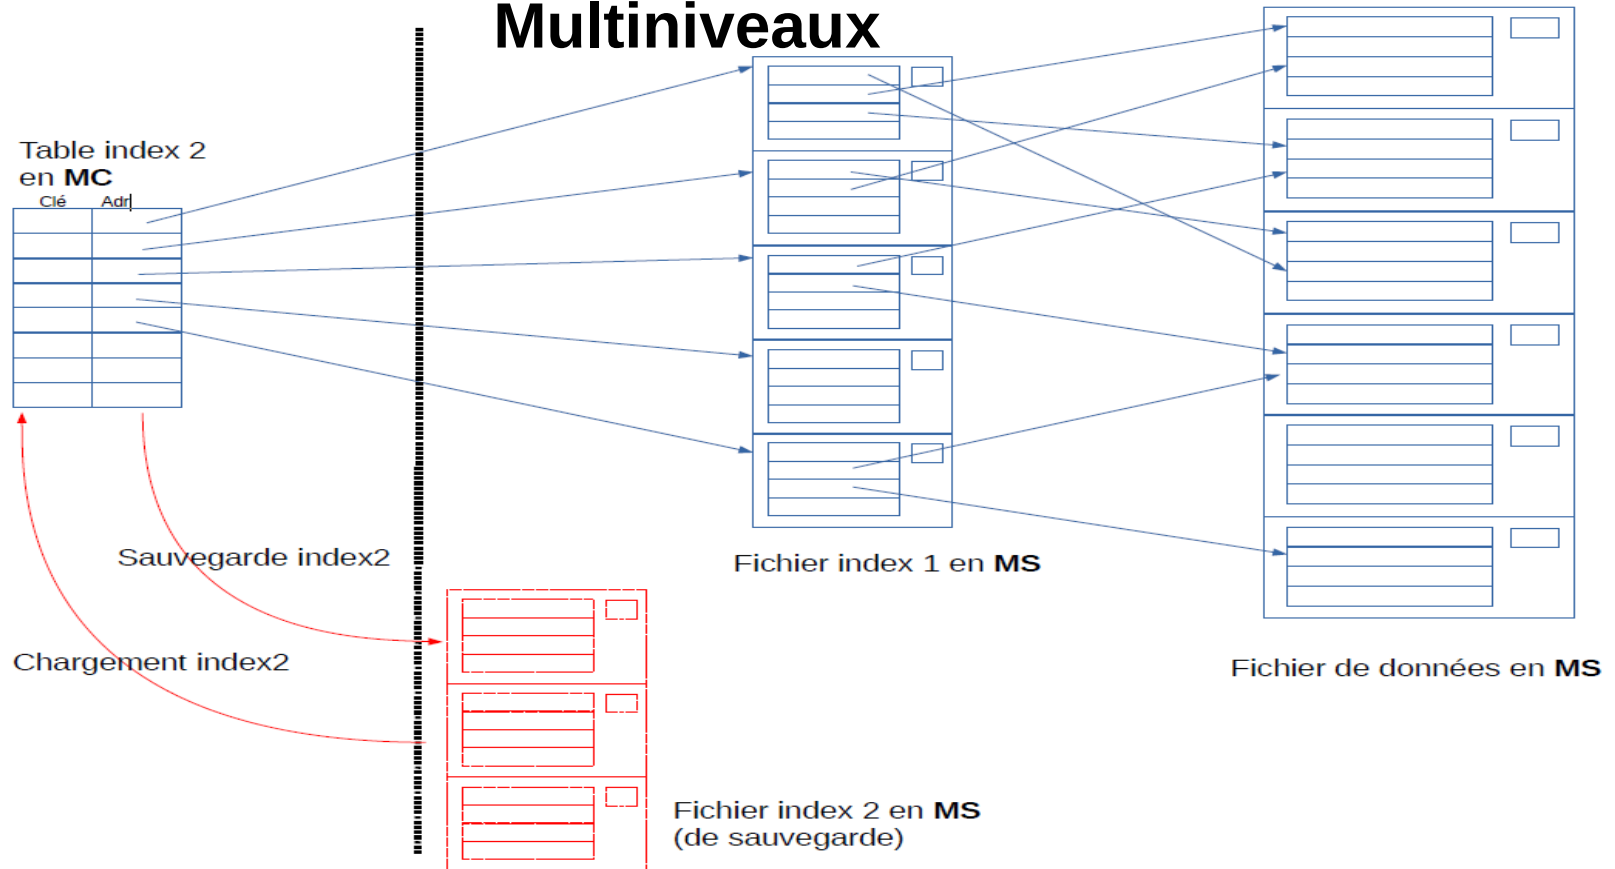 Multiniveaux
Table index 2
en MC
Clé Adr
Sauvegarde index2
Chargement index2
Fichier index 1 en MS
Fichier de données en MS
Fichier index 2 en MS
(de sauvegarde)